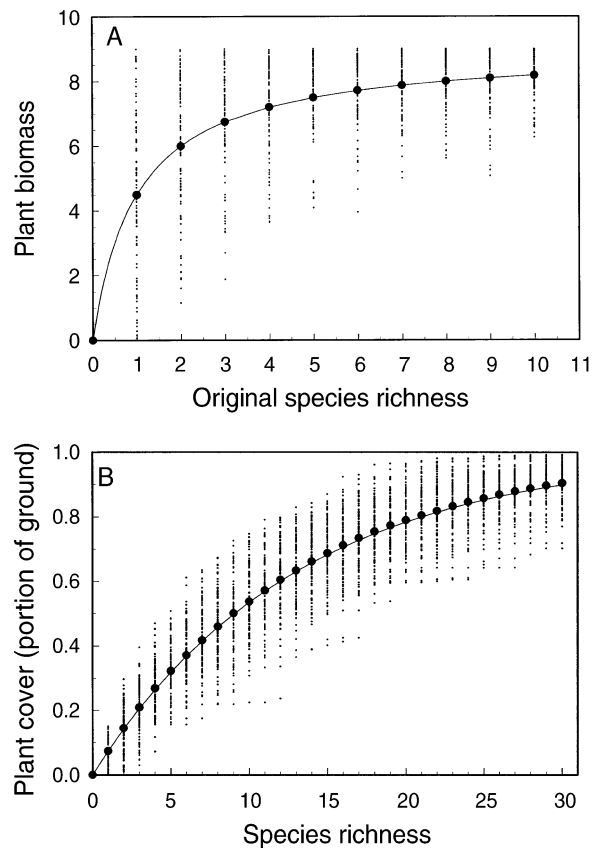 A
10
8
6
4
2
0
Plant biomass
0 1 2 3 4 5 6 7 8 9 10 11
Original species richness
B
1.0
0.8
0.6
0.4
0.2
0.0
Plant cover (portion of ground)
0 5 10 15 20 25 30
Species richness